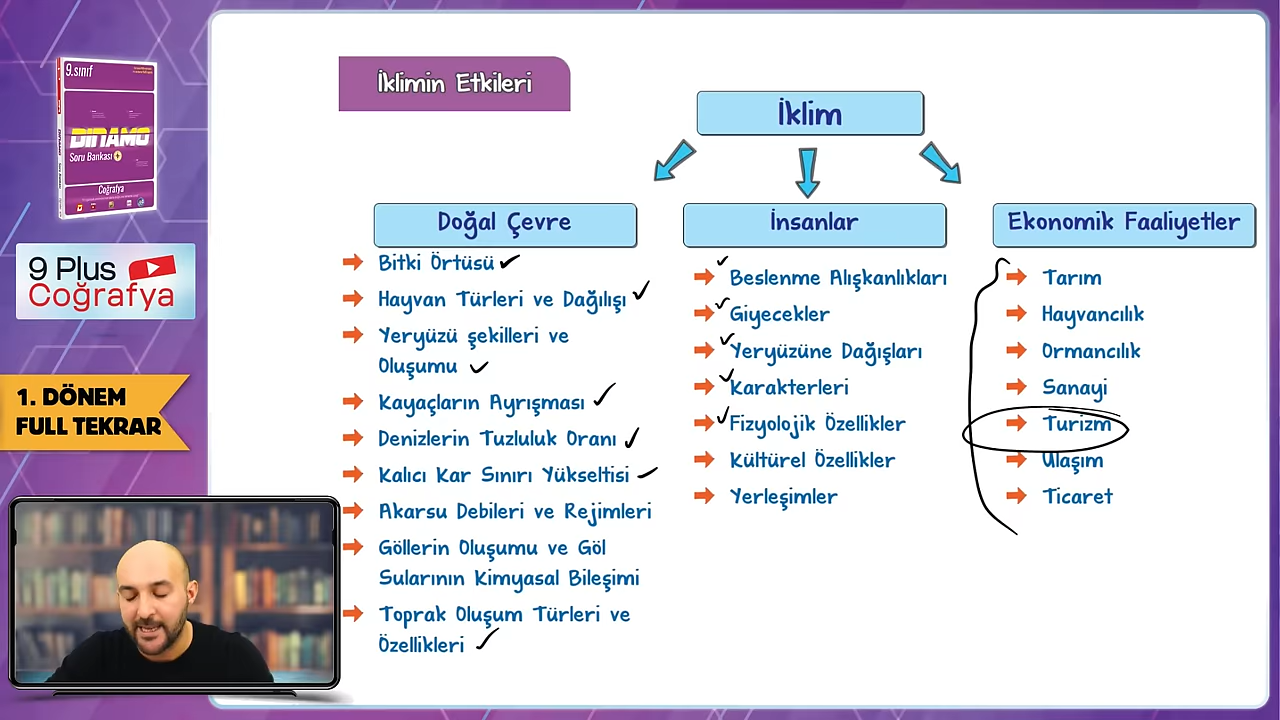 9.sınıf
DİNAMO
Soru Bankası
Coğrafya
9 Plus
Coğrafya
1. DÖNEM
FULL TEKRAR
İklimin Etkileri
İklim
Doğal Çevre
Bitki Örtüsü
Hayvan Türleri ve Dağılışı
Yeryüzü şekilleri ve
Oluşumu
Kayaçların Ayrışması
Denizlerin Tuzluluk Oranı
Kalıcı Kar Sınırı Yükseltisi
Akarsu Debileri ve Rejimleri
Göllerin Oluşumu ve Göl
Sularının Kimyasal Bileşimi
Toprak Oluşum Türleri ve
Özellikleri
İnsanlar
Beslenme Alışkanlıkları
Giyecekler
Yeryüzüne Dağışları
Karakterleri
Fizyolojik Özellikler
Kültürel Özellikler
Yerleşimler
Ekonomik Faaliyetler
Tarım
Hayvancılık
Ormancılık
Sanayi
Turizm
Ulaşım
Ticaret